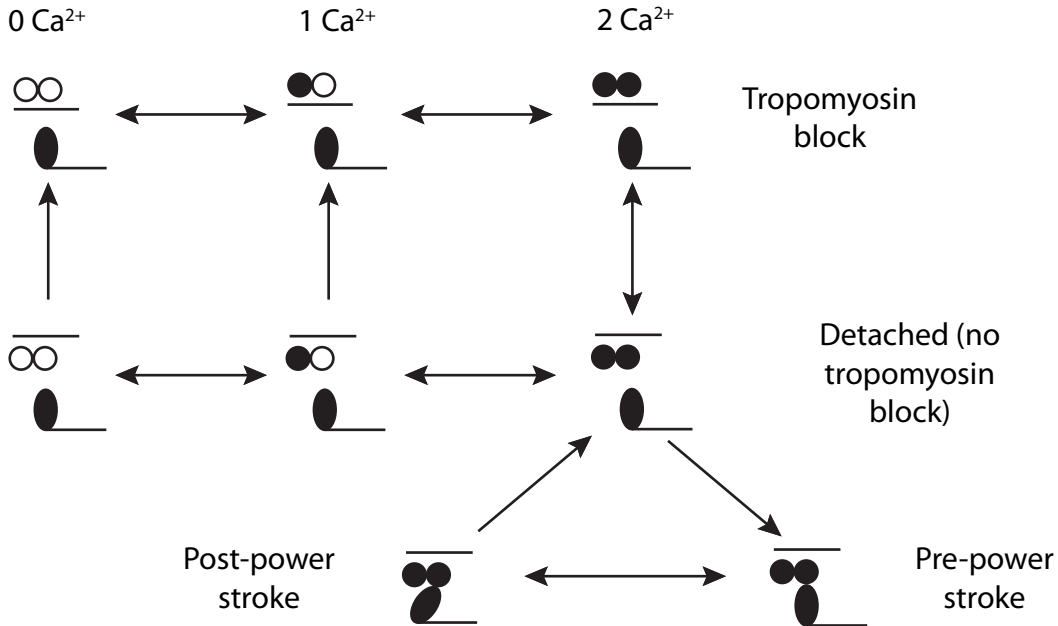 0 Ca²⁺
1 Ca²⁺
2 Ca²⁺
Tropomyosin
block
Detached (no
tropomyosin
block)
Post-power
stroke
Pre-power
stroke